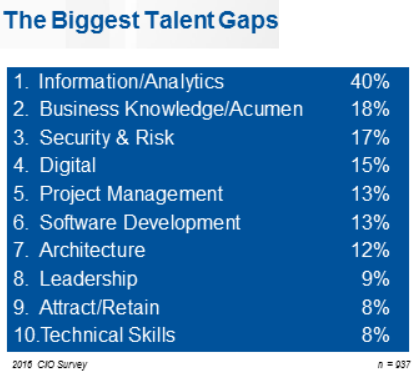 The Biggest Talent Gaps
1. Information/Analytics 40%
2. Business Knowledge/Acumen 18%
3. Security & Risk 17%
4. Digital 15%
5. Project Management 13%
6. Software Development 13%
7. Architecture 12%
8. Leadership 9%
9. Attract/Retain 8%
10.Technical Skills 8%
2016 CIO Survey n = 937